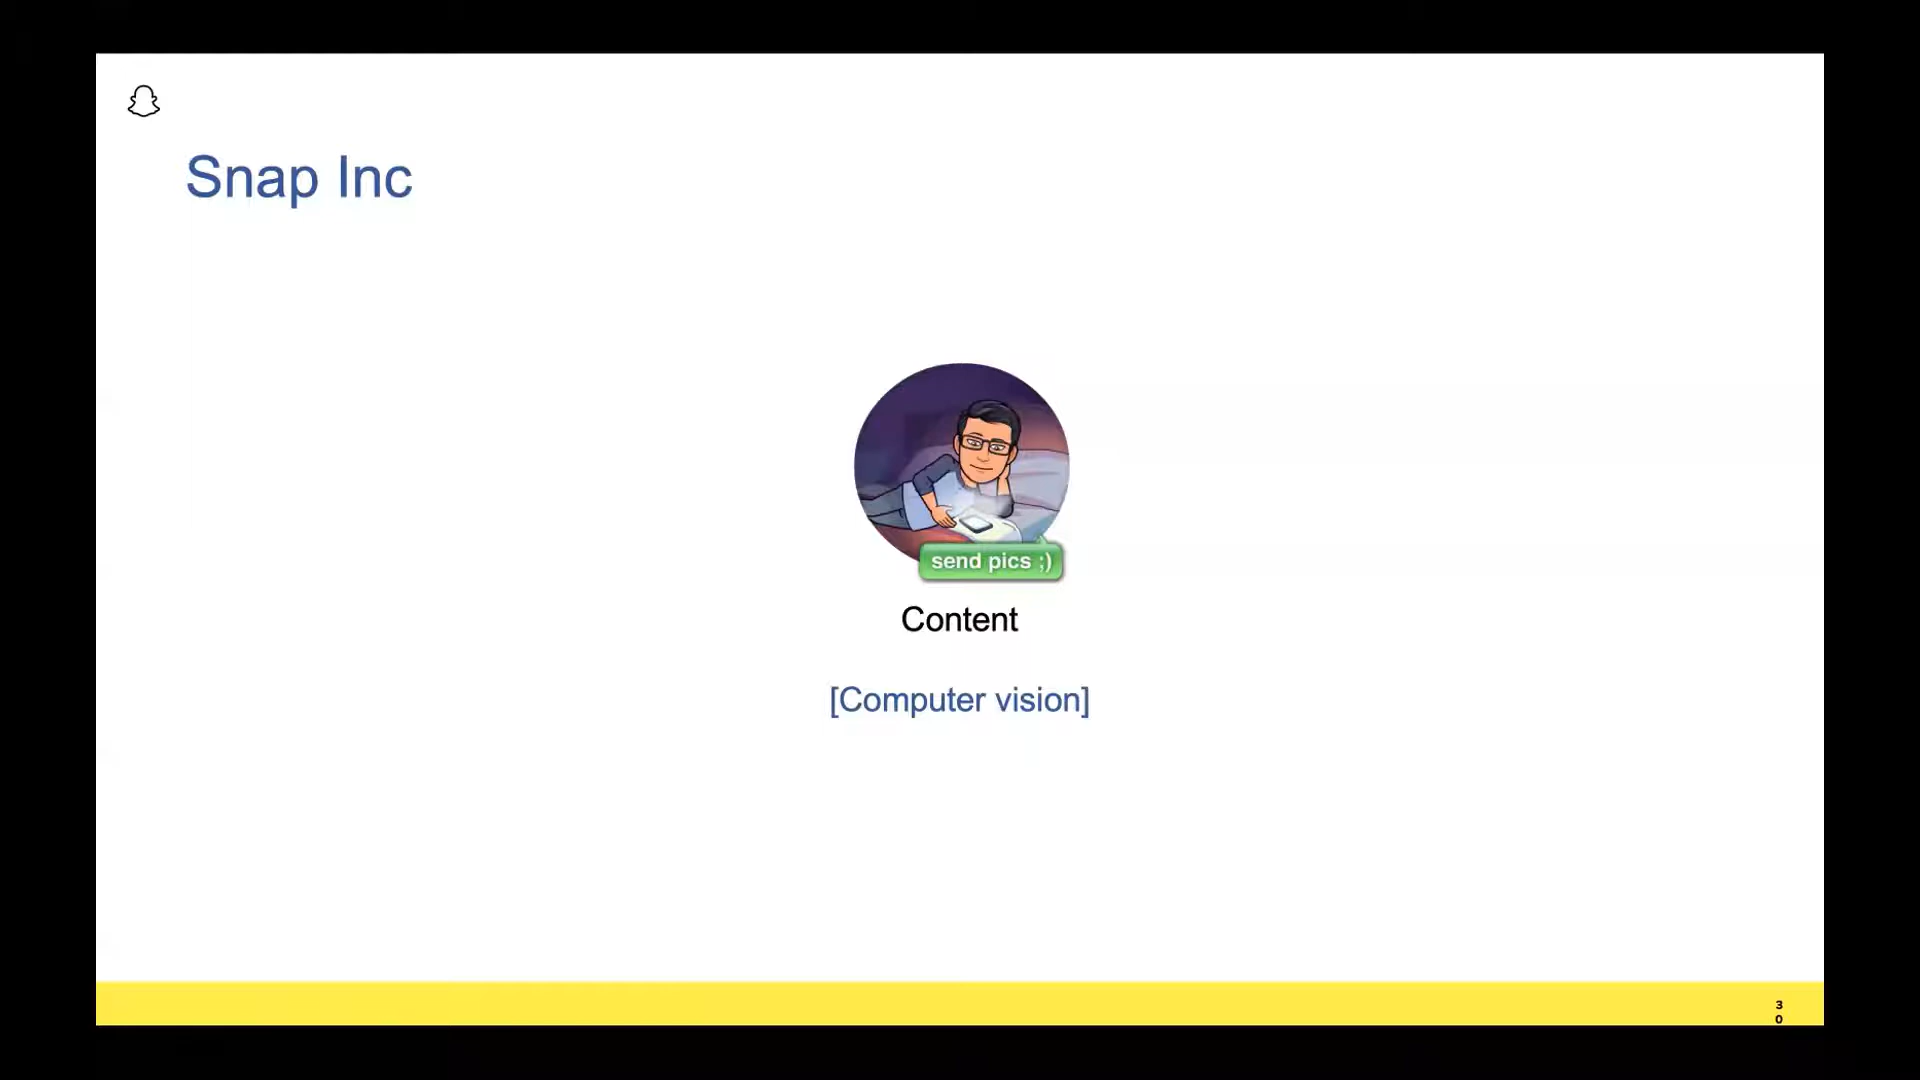 Snap Inc
send pics ;)
Content
[Computer vision]
3
0